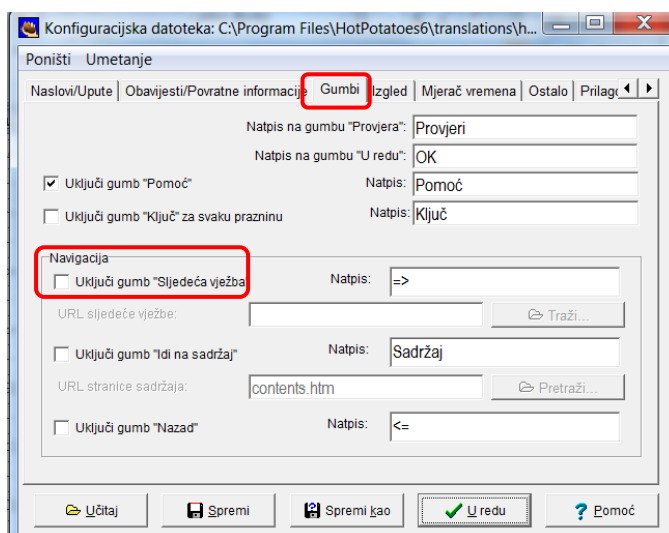 Konfiguracijska datoteka: C:\Program Files\HotPotatoes6\translations\h...
Poništi Umetanje
Naslovi/Upute Obavijesti/Povratne informacije Gumbi Izgled Mjerač vremena Ostalo Prilago
Natpis na gumbu "Provjera": Provjeri
Natpis na gumbu "U redu": OK
Uključi gumb "Pomoć" Natpis: Pomoć
Uključi gumb "Ključ" za svaku prazninu Natpis: Ključ
Navigacija
Uključi gumb "Sljedeća vježba" Natpis: =>
URL sljedeće vježbe: Traži...
Uključi gumb "Idi na sadržaj" Natpis: Sadržaj
URL stranice sadržaja: contents.htm Pretraži...
Uključi gumb "Nazad" Natpis: <=
Učitaj Spremi Spremi kao U redu Pomoć